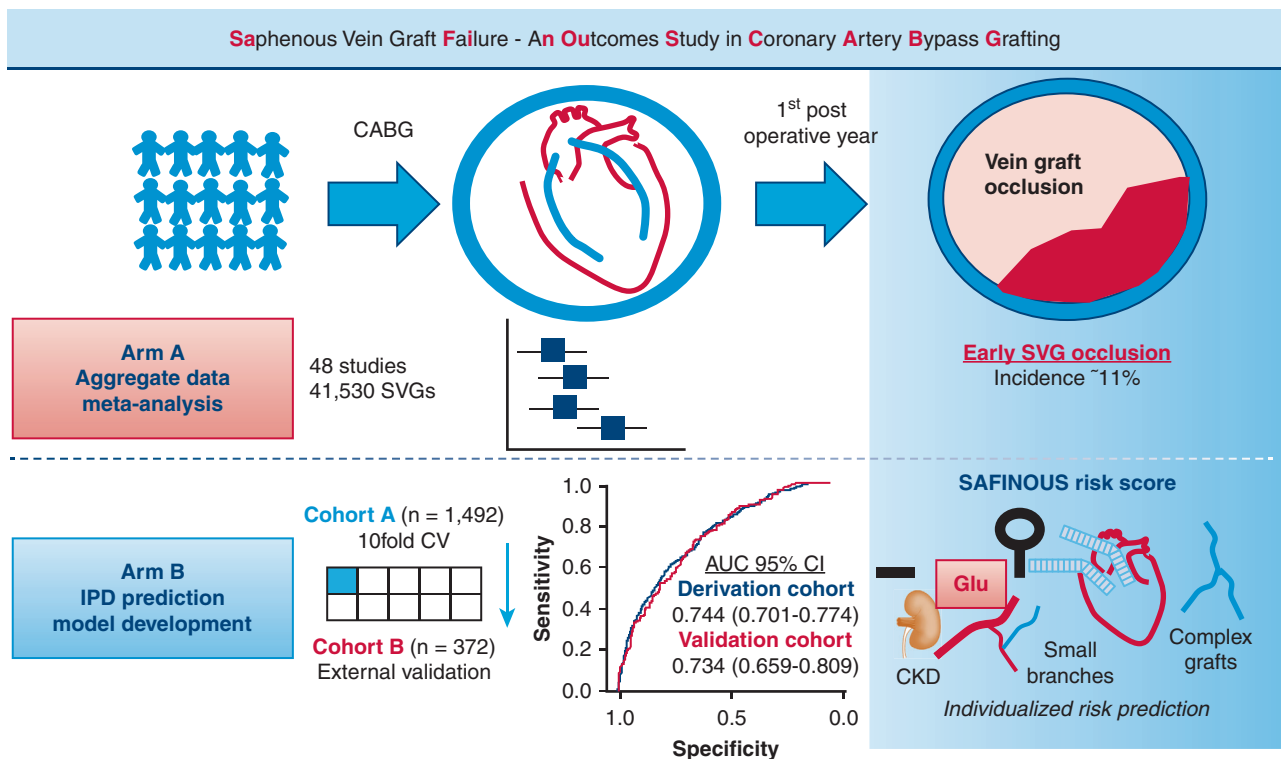 Saphenous Vein Graft Failure - An Outcomes Study in Coronary Artery Bypass Grafting
CABG
1st post
operative year
Vein graft
occlusion
Arm A
Aggregate data
meta-analysis
48 studies
41,530 SVGs
Early SVG occlusion
Incidence ~11%
Arm B
IPD prediction
model development
Cohort A (n = 1,492)
10fold CV
Cohort B (n = 372)
External validation
Sensitivity
1.0
0.8
0.6
0.4
0.2
0.0
1.0
0.5
0.0
Specificity
AUC 95% CI
Derivation cohort
0.744 (0.701-0.774)
Validation cohort
0.734 (0.659-0.809)
SAFINOUS risk score
Glu
CKD
Small
branches
Complex
grafts
Individualized risk prediction